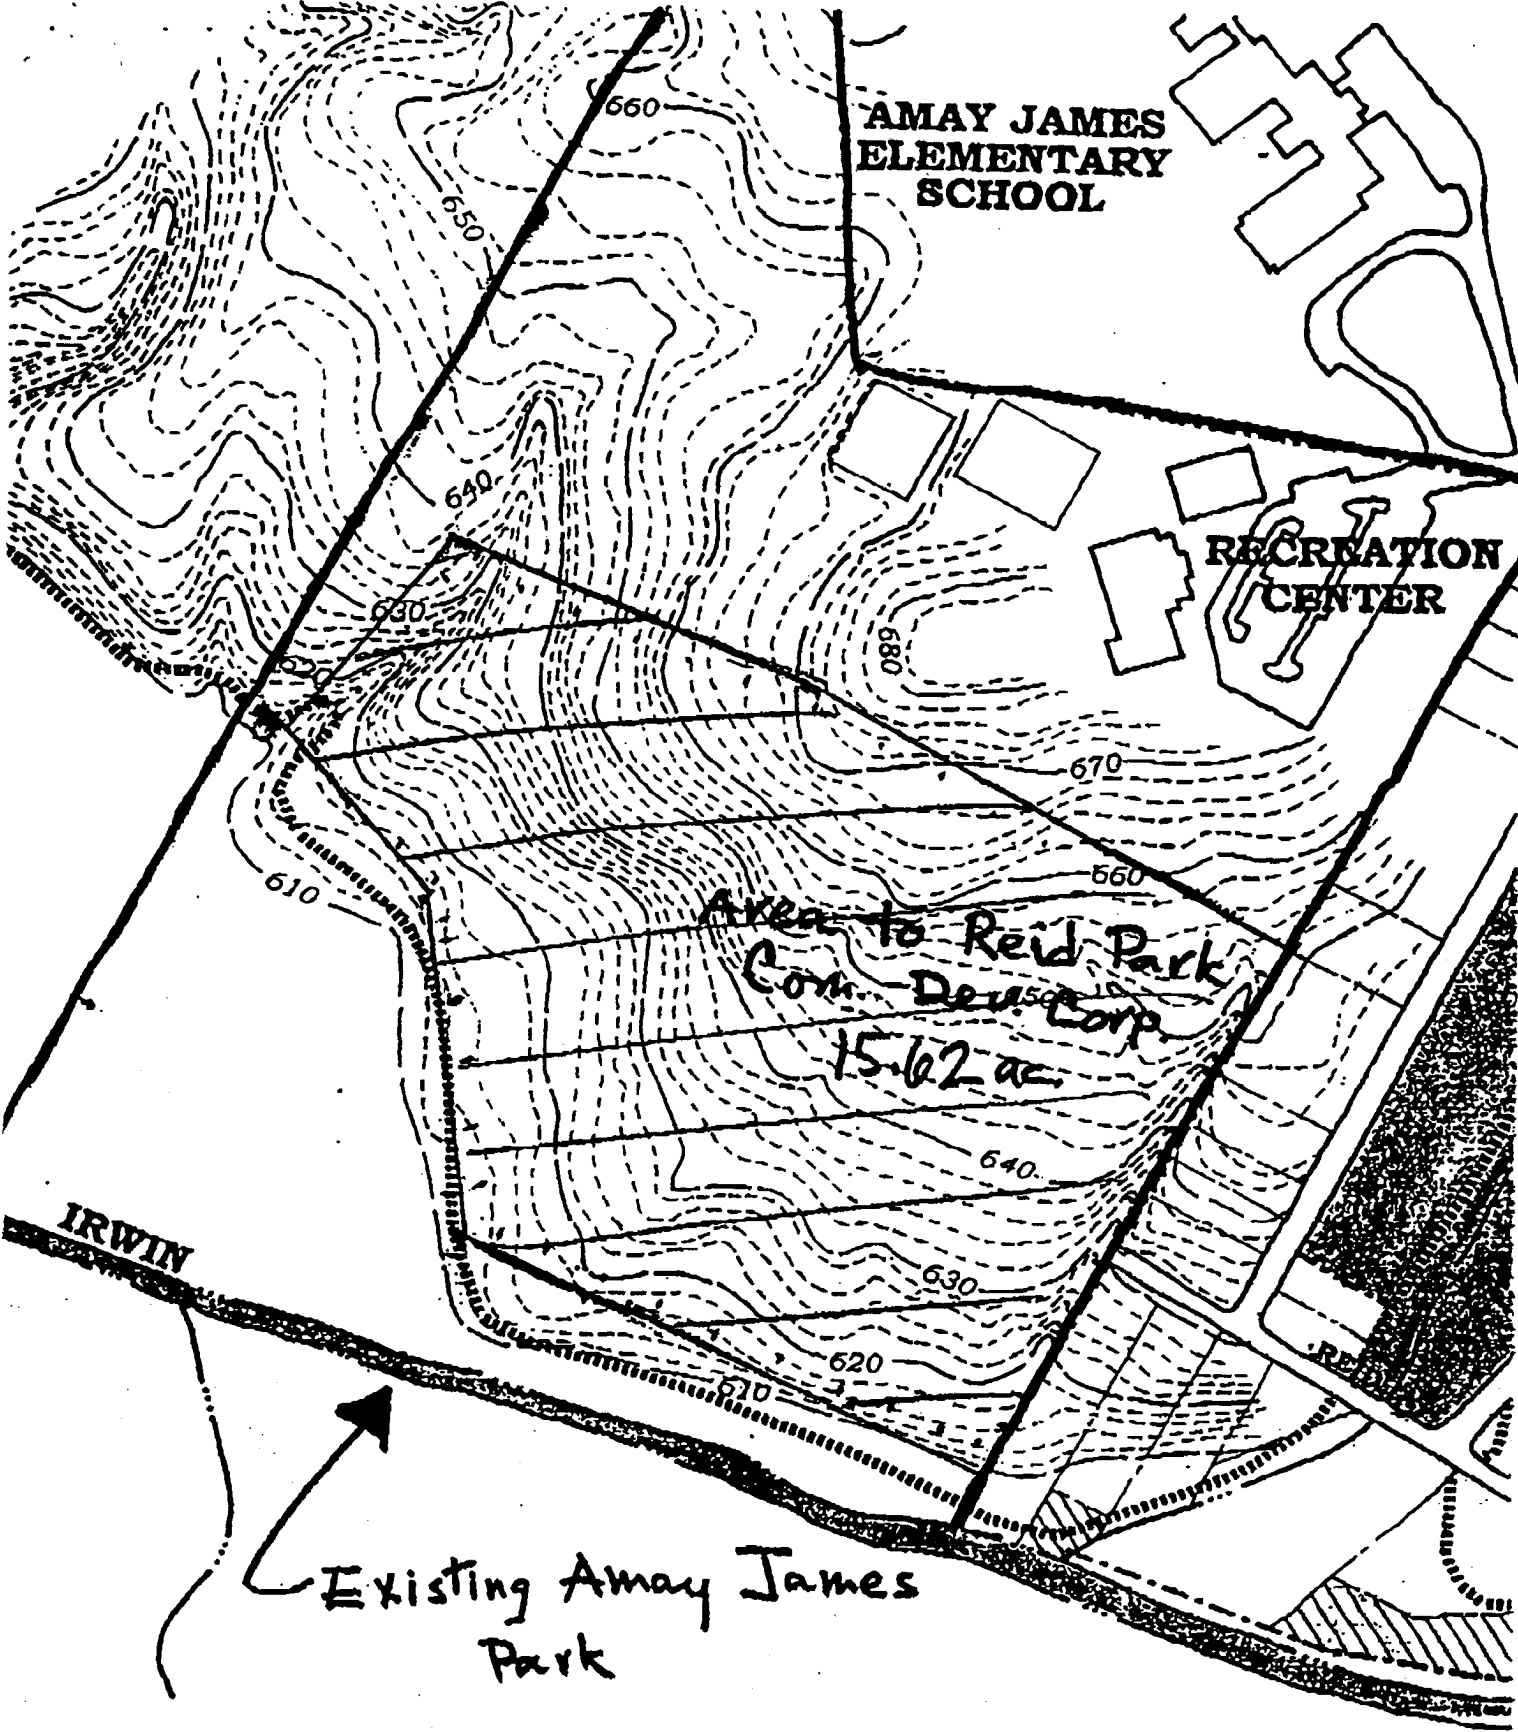 660
AMAY JAMES
ELEMENTARY
SCHOOL
650
640
RECREATION
CENTER
630
680
670
610
660
Area to Reid Park
Com. Dev. Corp.
15.62 ac.
640
IRWIN
630
620
610
Existing Amay James
Park